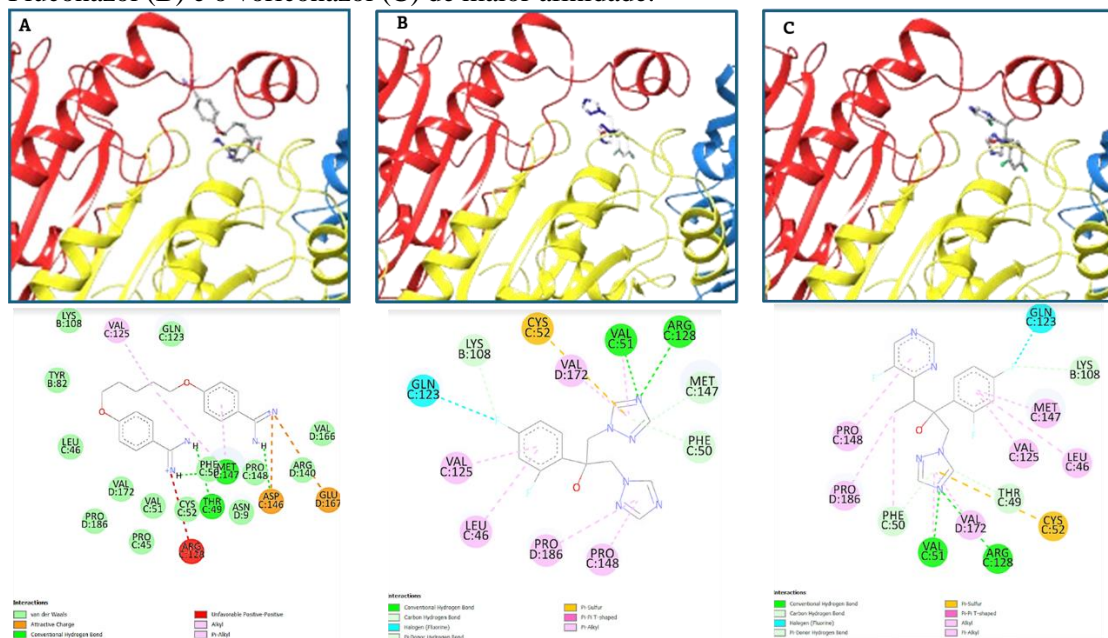 Fluconazol (B) e o voriconazol (C) de maior afinidade.
A
B
C
LYS
B:108
VAL
C:125
GLN
C:123
TYR
B:82
LEU
C:46
VAL
D:166
MET
C:147
PRO
C:148
ARG
D:140
VAL
D:172
VAL
C:51
CYS
C:52
THR
C:49
ASN
D:9
ASP
C:146
GLU
D:167
PRO
D:186
PRO
C:45
ARG
Interactions
van der Waals
Attractive Charge
Conventional Hydrogen Bond
Unfavorable Positive-Positive
Alkyl
Pi-Alkyl
CYS
C:52
VAL
C:51
ARG
C:128
LYS
B:108
VAL
D:172
MET
C:147
GLN
C:123
PHE
C:50
VAL
C:125
O
LEU
C:46
PRO
D:186
PRO
C:148
Interactions
Conventional Hydrogen Bond
Carbon Hydrogen Bond
Halogen (Fluorine)
Pi-Donor Hydrogen Bond
Pi-Sulfur
Pi-Pi T-shaped
Pi-Alkyl
GLN
C:123
LYS
B:108
MET
C:147
PRO
C:148
VAL
C:125
LEU
C:46
PRO
D:186
PHE
C:50
THR
C:49
VAL
D:172
CYS
C:52
VAL
C:51
ARG
C:128
Interactions
Conventional Hydrogen Bond
Carbon Hydrogen Bond
Halogen (Fluorine)
Pi-Donor Hydrogen Bond
Pi-Sulfur
Pi-Pi T-shaped
Alkyl
Pi-Alkyl